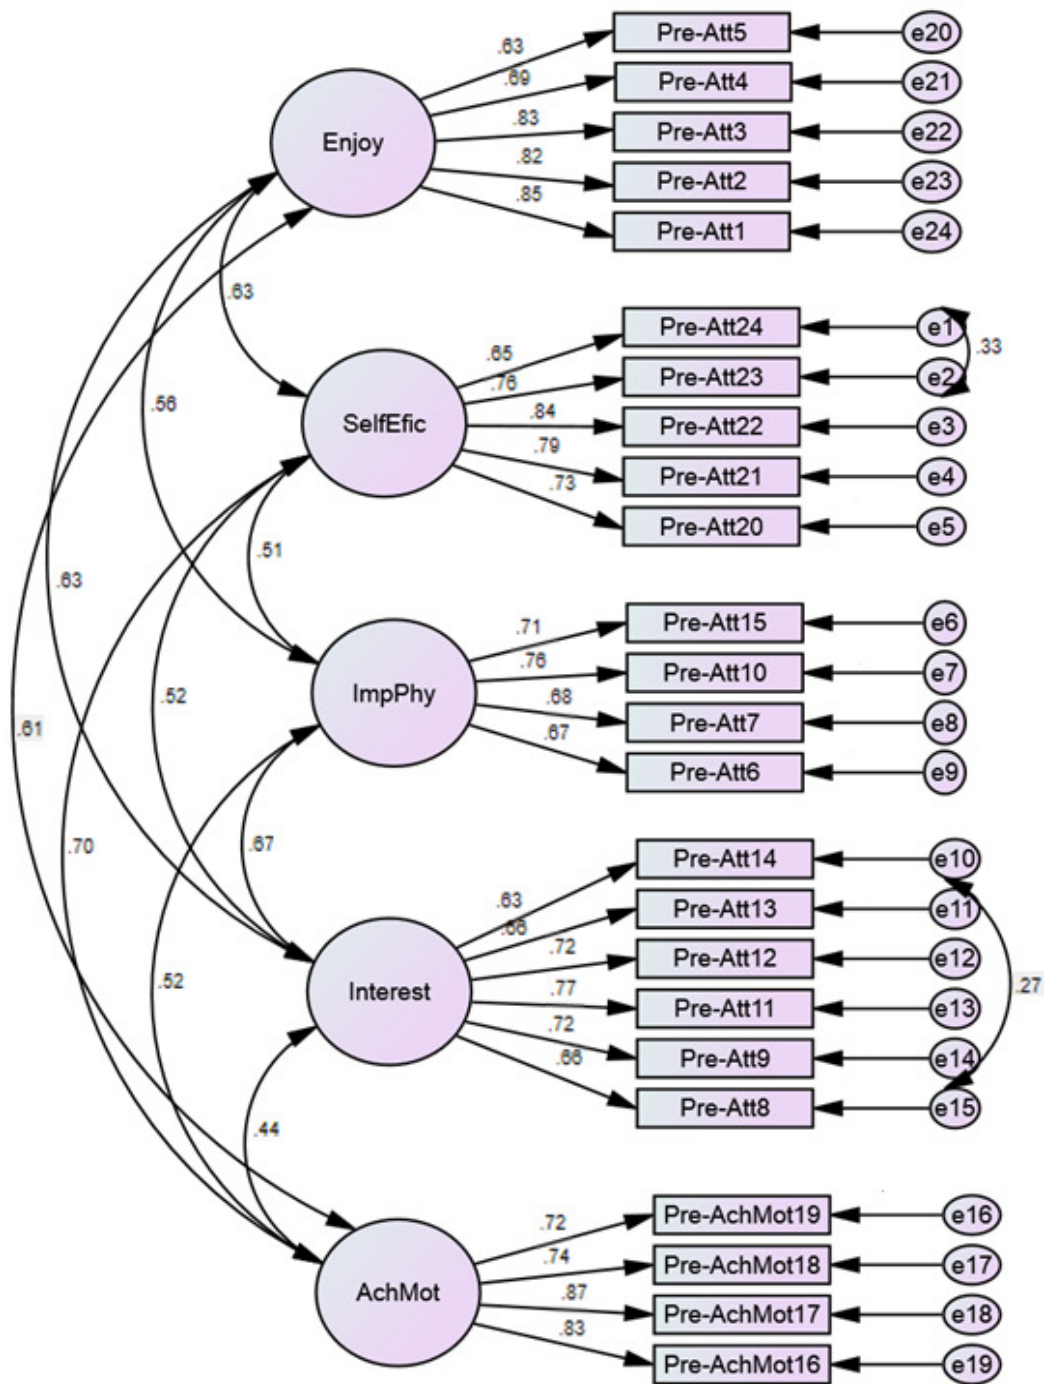 .63
Pre-Att5
e20
.69
Pre-Att4
e21
Enjoy
.83
Pre-Att3
e22
.82
Pre-Att2
e23
.85
Pre-Att1
e24
.63
.65
Pre-Att24
e1
.33
.76
Pre-Att23
e2
SelfEfic
.84
Pre-Att22
e3
.79
Pre-Att21
e4
.73
Pre-Att20
e5
.56
.51
.63
.71
Pre-Att15
e6
.76
Pre-Att10
e7
ImpPhy
.68
Pre-Att7
e8
.67
Pre-Att6
e9
.52
.61
.70
.67
.63
Pre-Att14
e10
.66
Pre-Att13
e11
.72
Pre-Att12
e12
Interest
.77
Pre-Att11
e13
.72
Pre-Att9
e14
.66
Pre-Att8
e15
.27
.52
.44
.72
Pre-AchMot19
e16
.74
Pre-AchMot18
e17
AchMot
.87
Pre-AchMot17
e18
.83
Pre-AchMot16
e19